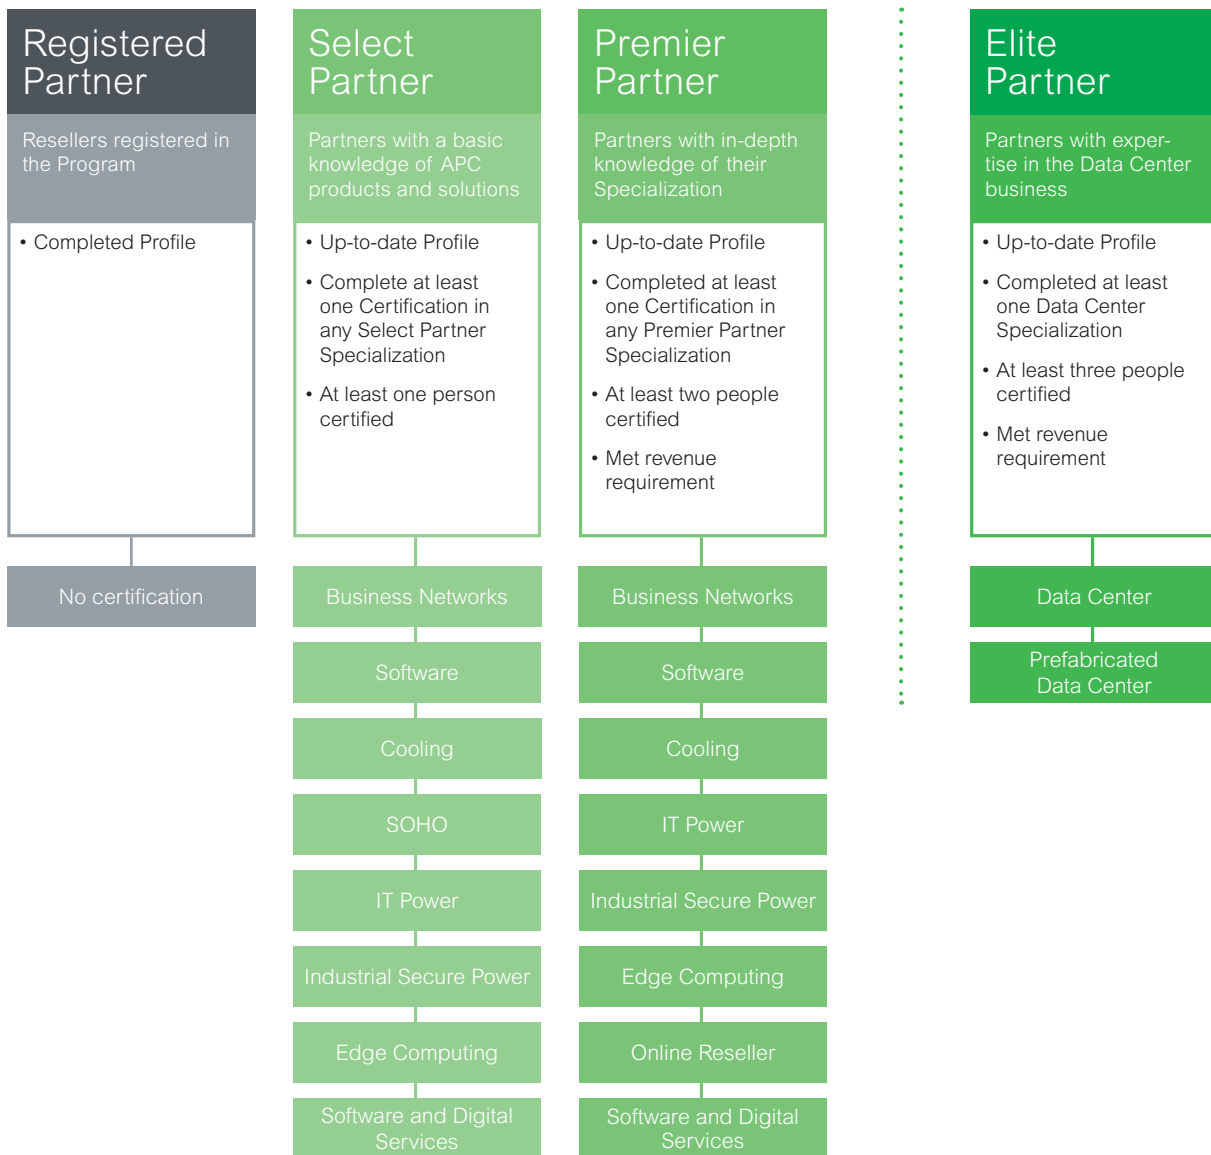 Registered
Partner
Resellers registered in
the Program
• Completed Profile
No certification
Select
Partner
Partners with a basic
knowledge of APC
products and solutions
• Up-to-date Profile
• Complete at least
one Certification in
any Select Partner
Specialization
• At least one person
certified
Business Networks
Software
Cooling
SOHO
IT Power
Industrial Secure Power
Edge Computing
Software and Digital
Services
Premier
Partner
Partners with in-depth
knowledge of their
Specialization
• Up-to-date Profile
• Completed at least
one Certification in
any Premier Partner
Specialization
• At least two people
certified
• Met revenue
requirement
Business Networks
Software
Cooling
IT Power
Industrial Secure Power
Edge Computing
Online Reseller
Software and Digital
Services
Elite
Partner
Partners with exper-
tise in the Data Center
business
• Up-to-date Profile
• Completed at least
one Data Center
Specialization
• At least three people
certified
• Met revenue
requirement
Data Center
Prefabricated
Data Center